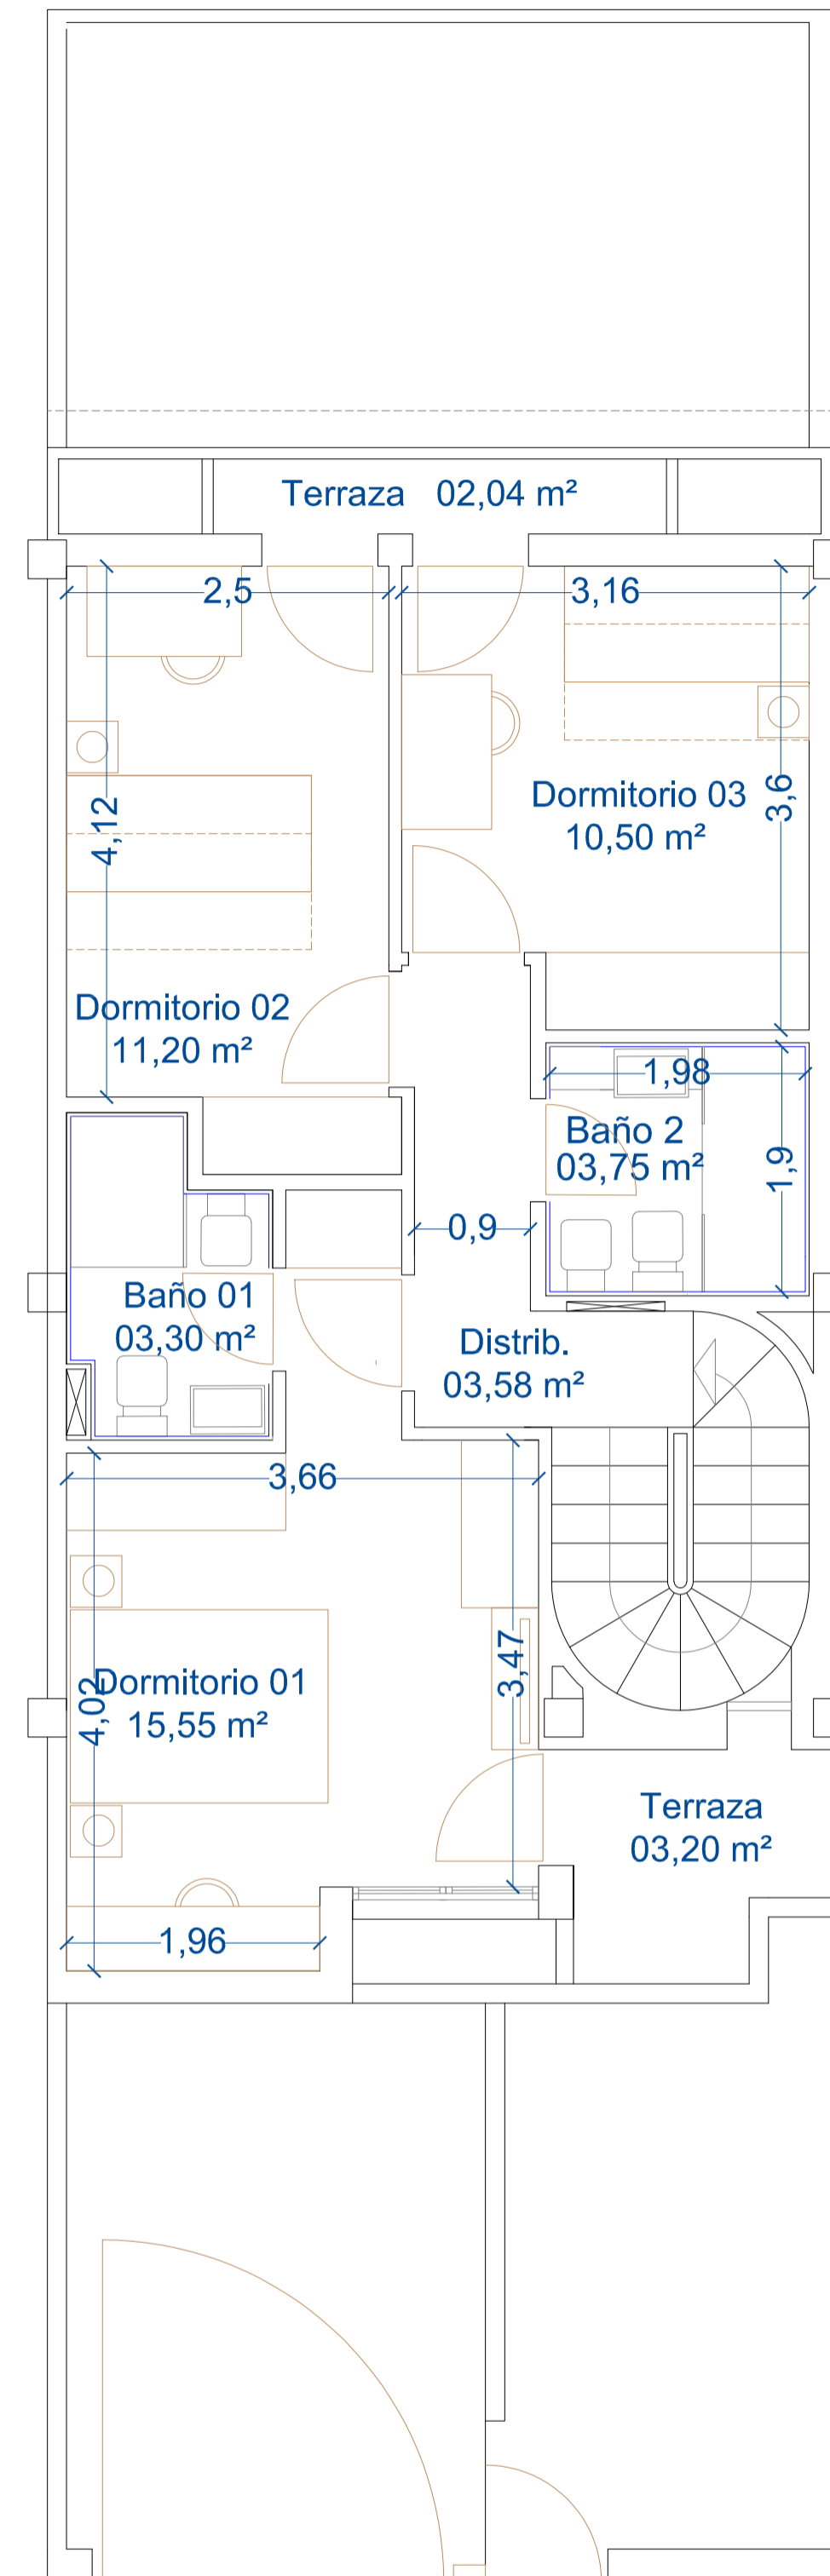 Terraza 02,04 m²
2,5
3,16
4,12
Dormitorio 03
10,50 m²
3,6
Dormitorio 02
11,20 m²
1,98
Baño 2
03,75 m²
1,9
0,9
Baño 01
03,30 m²
Distrib.
03,58 m²
3,66
3,47
Dormitorio 01
15,55 m²
4,02
Terraza
03,20 m²
1,96